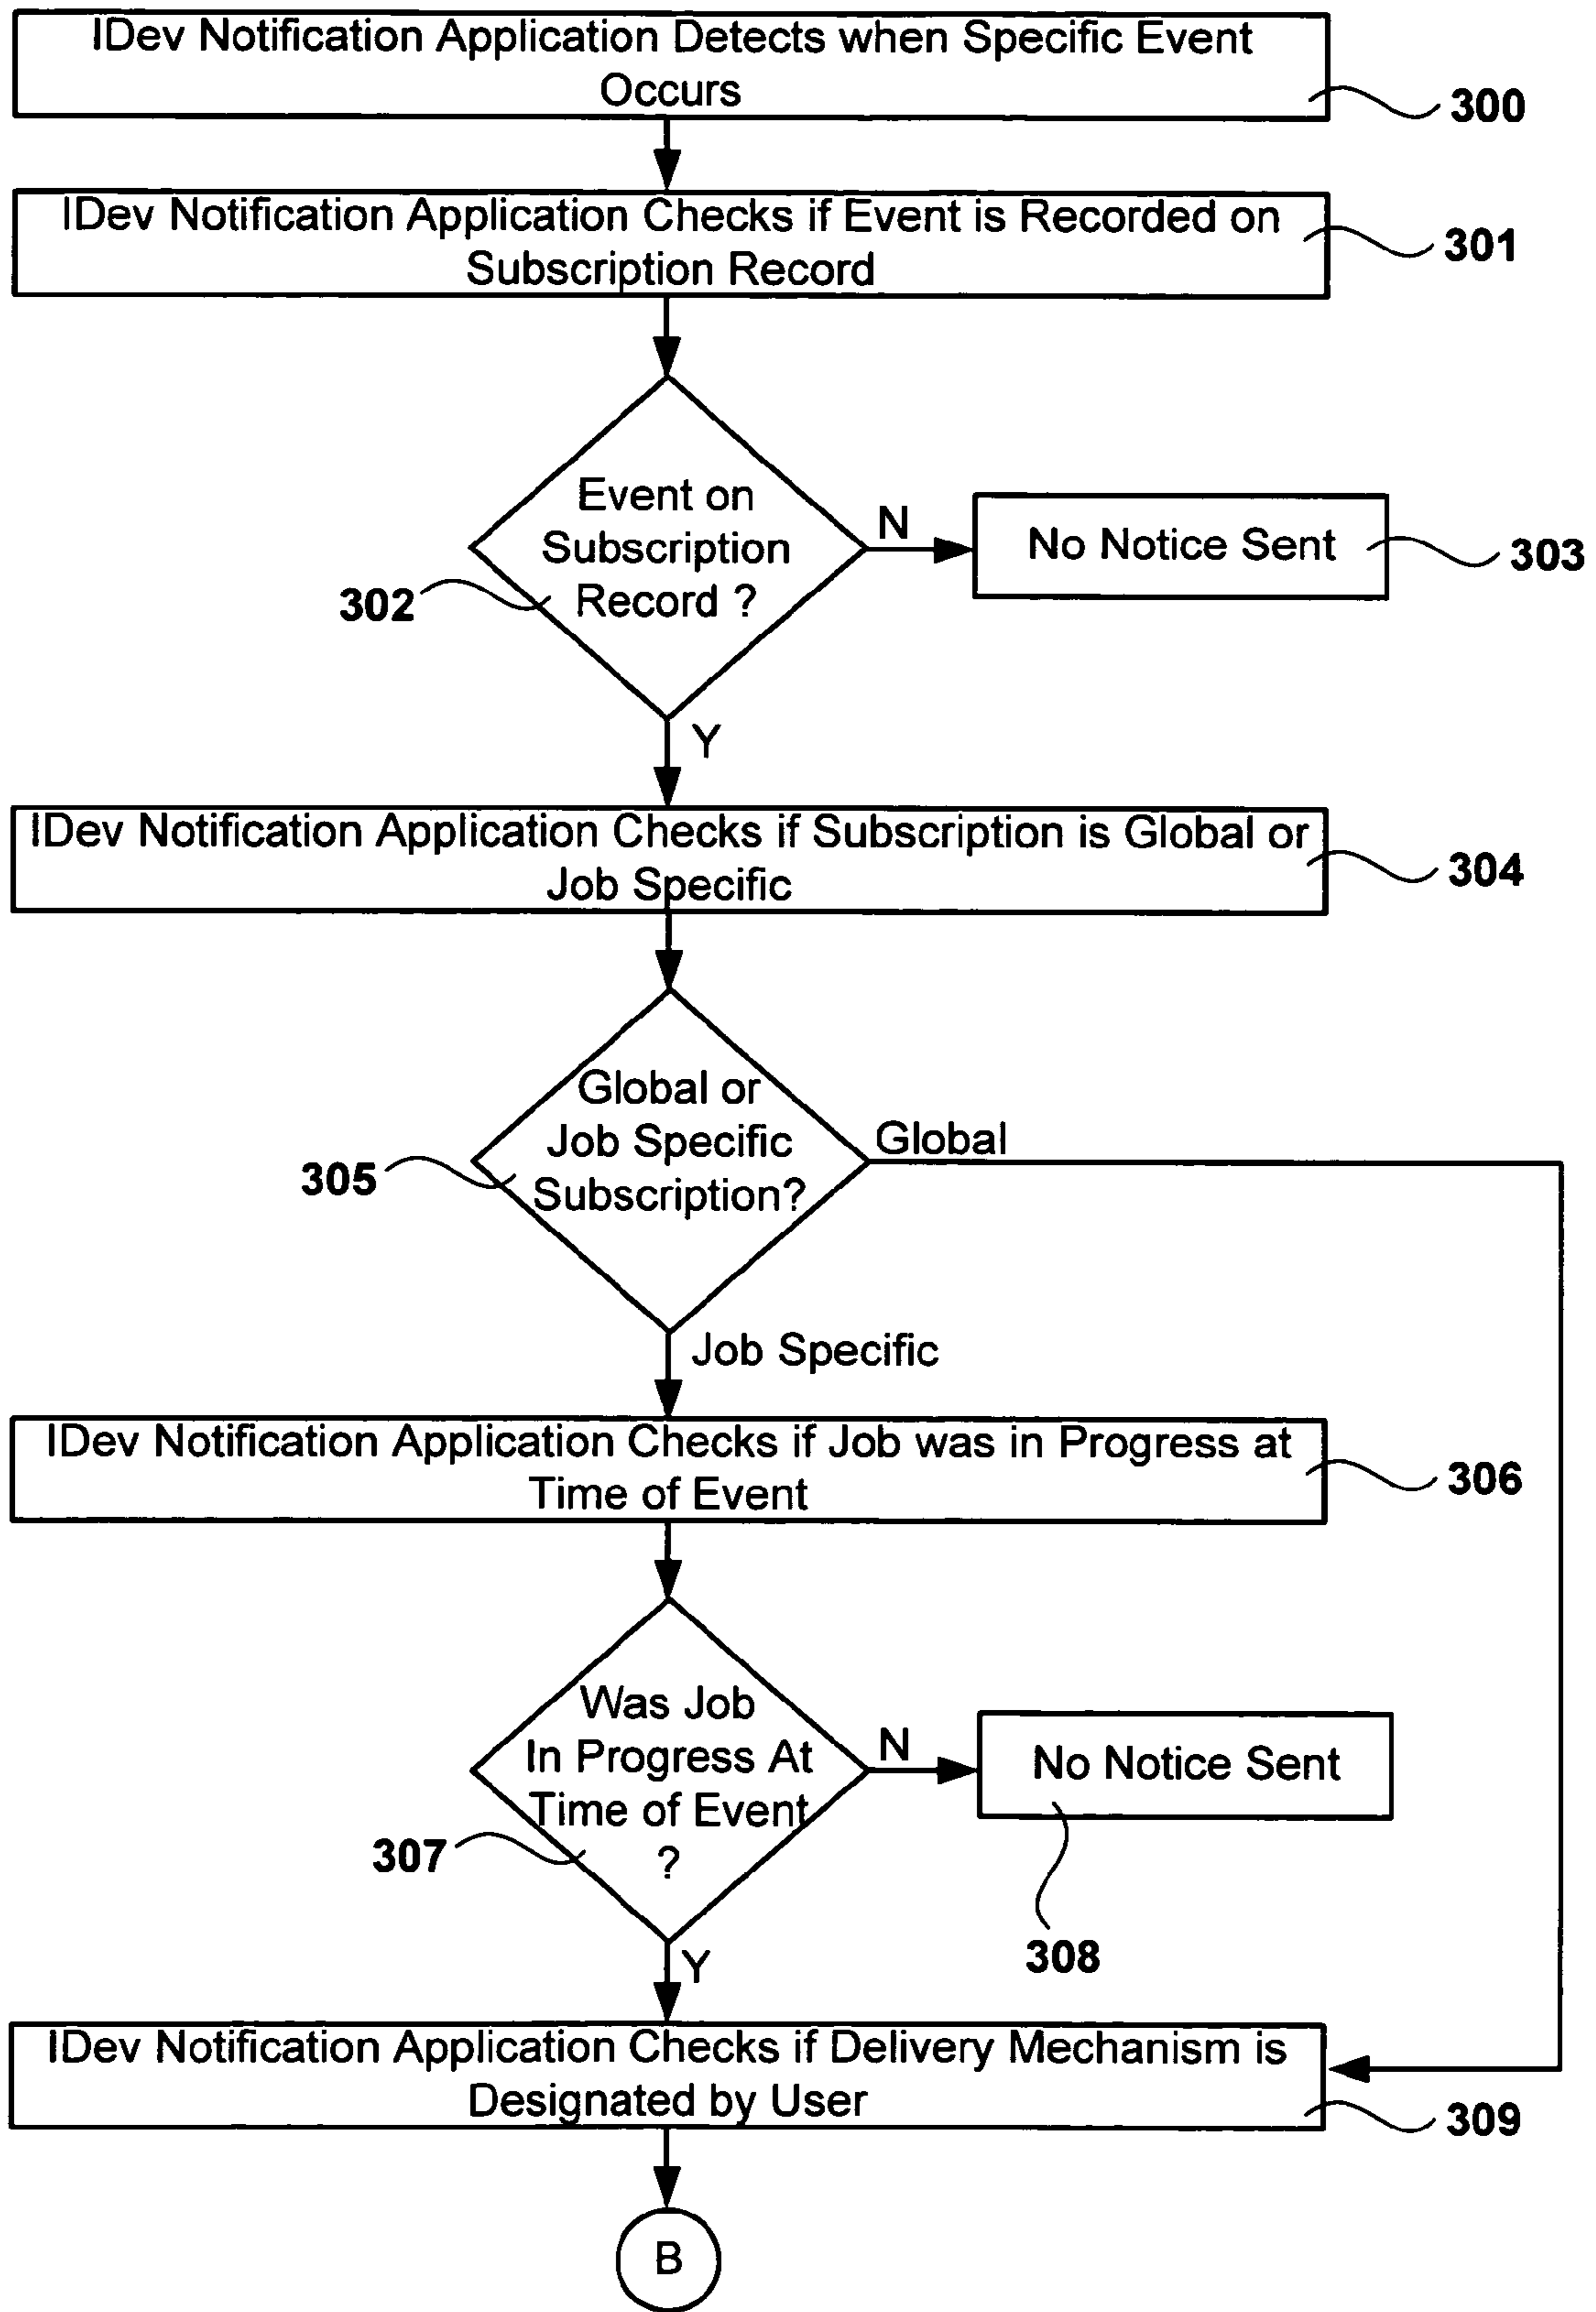 IDev Notification Application Detects when Specific Event
Occurs
300
IDev Notification Application Checks if Event is Recorded on
Subscription Record
301
Event on
Subscription
Record ?
302
N
No Notice Sent
303
Y
IDev Notification Application Checks if Subscription is Global or
Job Specific
304
Global or
Job Specific
Subscription?
305
Global
Job Specific
IDev Notification Application Checks if Job was in Progress at
Time of Event
306
Was Job
In Progress At
Time of Event
?
307
N
No Notice Sent
308
Y
IDev Notification Application Checks if Delivery Mechanism is
Designated by User
309
B